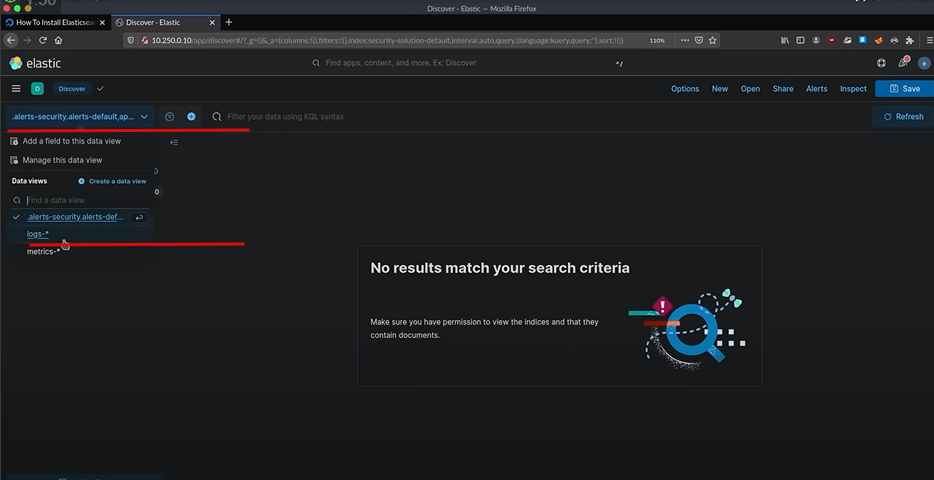 Discover - Elastic — Mozilla Firefox
How To Install Elasticsear
Discover - Elastic
10.250.0.10/app/discover#/?_g=()&_a=(columns:!(),filters:!(),index:security-solution-default,interval:auto,query:(language:kuery,query:''),sort:!())
110%
elastic
Find apps, content, and more. Ex: Discover
^/
D
Discover
Options
New
Open
Share
Alerts
Inspect
Save
.alerts-security.alerts-default,ap...
Filter your data using KQL syntax
Refresh
Add a field to this data view
Manage this data view
Data views
Create a data view
0
Find a data view
.alerts-security.alerts-def...
logs-*
metrics-*
No results match your search criteria
Make sure you have permission to view the indices and that they
contain documents.